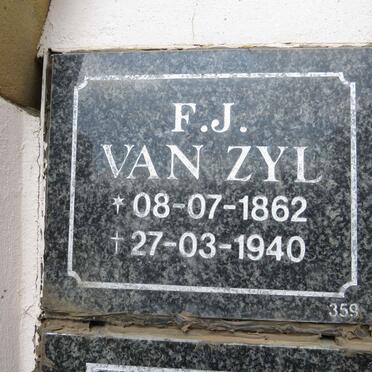 F.J.
VAN ZYL
* 08-07-1862
† 27-03-1940
359